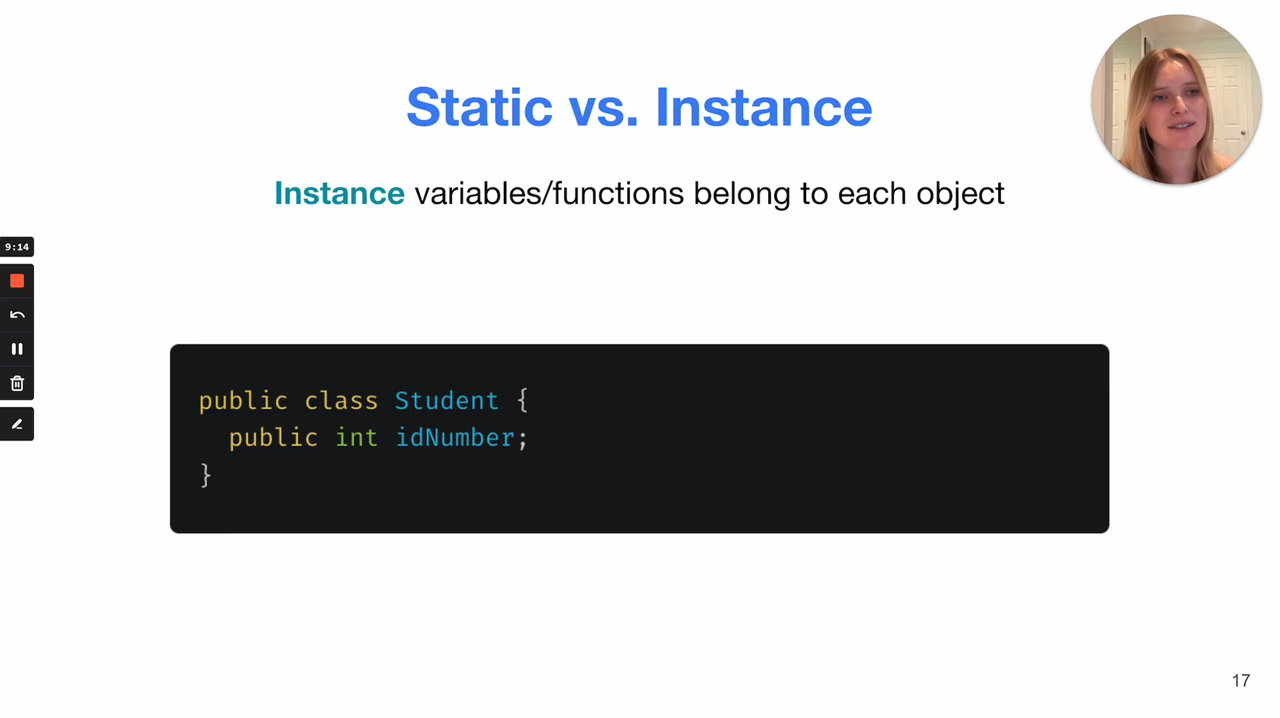 Static vs. Instance
Instance variables/functions belong to each object
9:14
public class Student {
  public int idNumber;
}
17